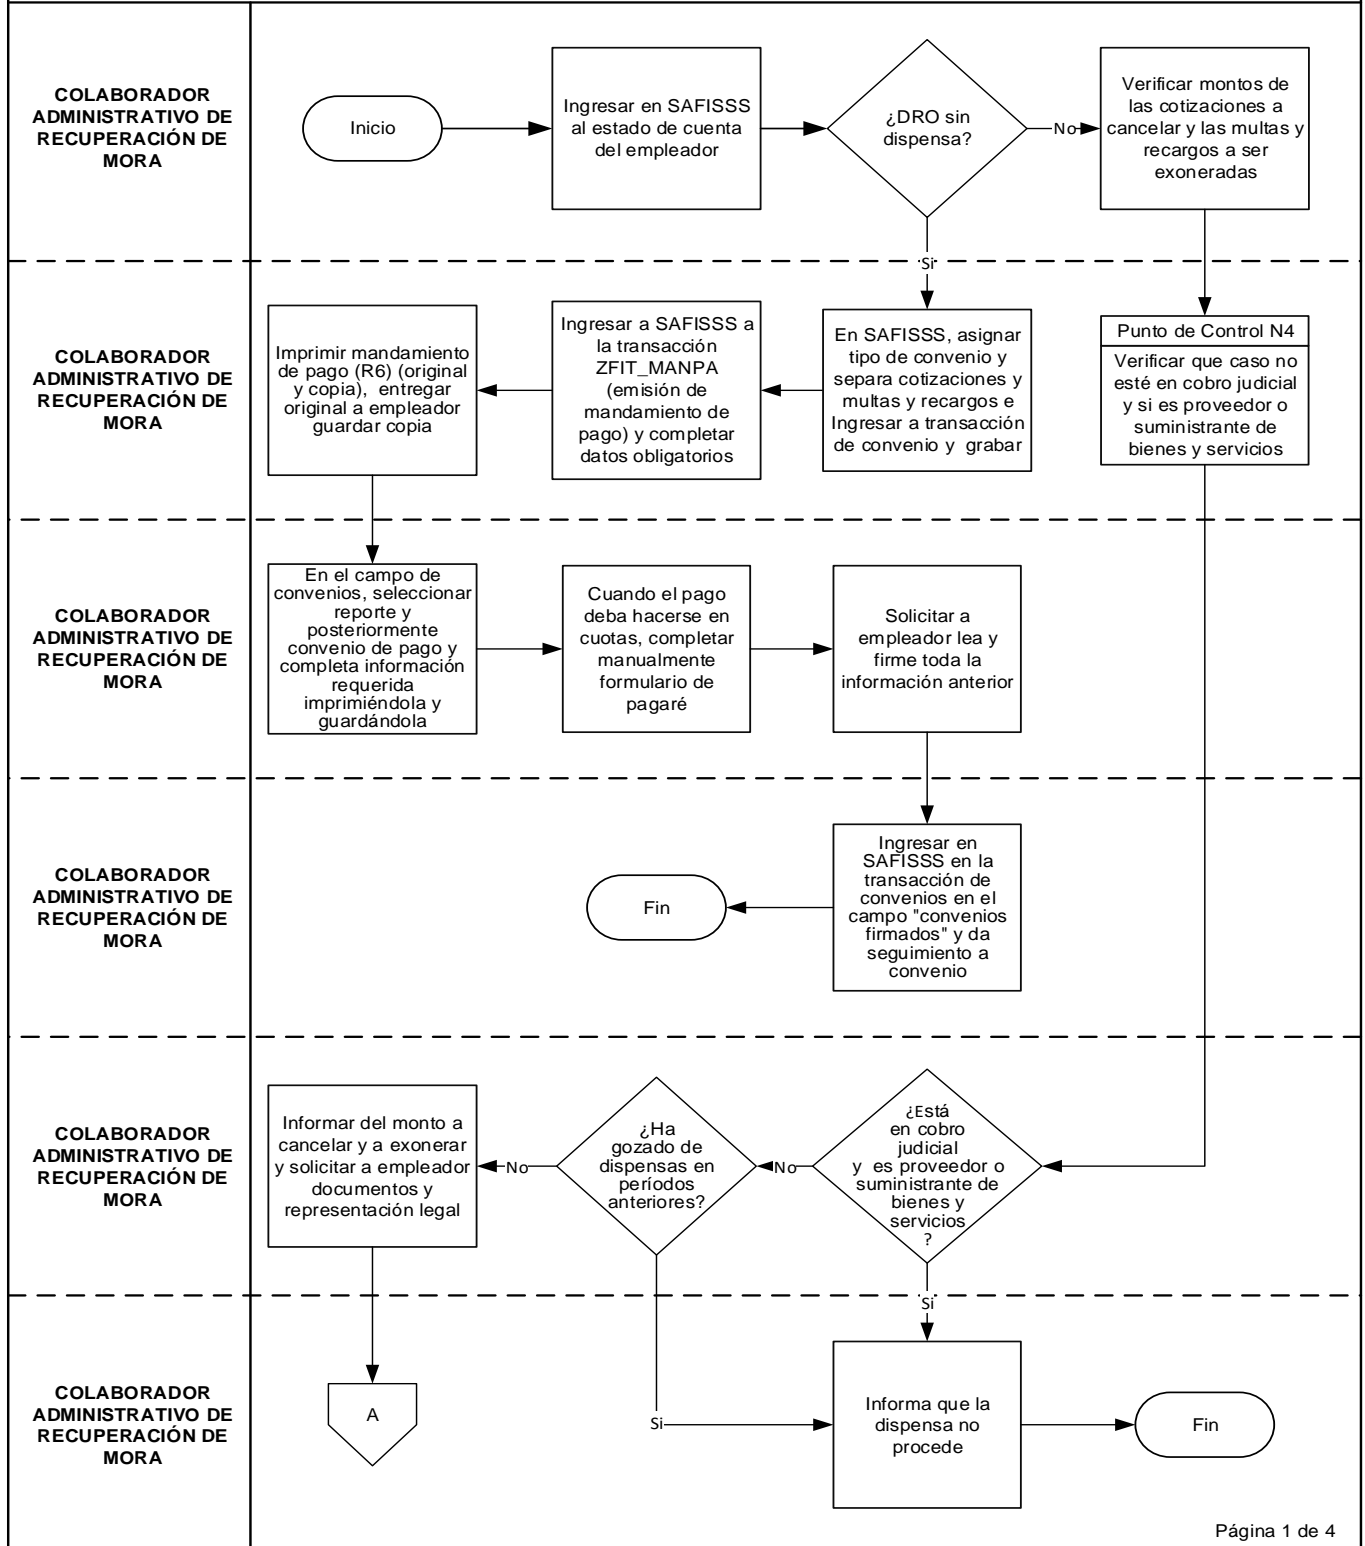 COLABORADOR
ADMINISTRATIVO DE
RECUPERACIÓN DE
MORA
Inicio
Ingresar en SAFISSS
al estado de cuenta
del empleador
¿DRO sin
dispensa?
No
Verificar montos de
las cotizaciones a
cancelar y las multas y
recargos a ser
exoneradas
Si
COLABORADOR
ADMINISTRATIVO DE
RECUPERACIÓN DE
MORA
Imprimir mandamiento
de pago (R6) (original
y copia), entregar
original a empleador
guardar copia
Ingresar a SAFISSS a
la transacción
ZFIT_MANPA
(emisión de
mandamiento de
pago) y completar
datos obligatorios
En SAFISSS, asignar
tipo de convenio y
separa cotizaciones y
multas y recargos e
Ingresar a transacción
de convenio y grabar
Punto de Control N4
Verificar que caso no
esté en cobro judicial
y si es proveedor o
suministrante de
bienes y servicios
COLABORADOR
ADMINISTRATIVO DE
RECUPERACIÓN DE
MORA
En el campo de
convenios, seleccionar
reporte y
posteriormente
convenio de pago y
completa información
requerida
imprimiéndola y
guardándola
Cuando el pago
deba hacerse en
cuotas, completar
manualmente
formulario de
pagaré
Solicitar a
empleador lea y
firme toda la
información anterior
COLABORADOR
ADMINISTRATIVO DE
RECUPERACIÓN DE
MORA
Fin
Ingresar en
SAFISSS en la
transacción de
convenios en el
campo "convenios
firmados" y da
seguimiento a
convenio
COLABORADOR
ADMINISTRATIVO DE
RECUPERACIÓN DE
MORA
Informar del monto a
cancelar y a exonerar
y solicitar a empleador
documentos y
representación legal
No
¿Ha
gozado de
dispensas en
períodos
anteriores?
No
¿Está
en cobro
judicial
y es proveedor o
suministrante de
bienes y
servicios
?
Si
COLABORADOR
ADMINISTRATIVO DE
RECUPERACIÓN DE
MORA
A
Si
Informa que la
dispensa no
procede
Fin
Página 1 de 4